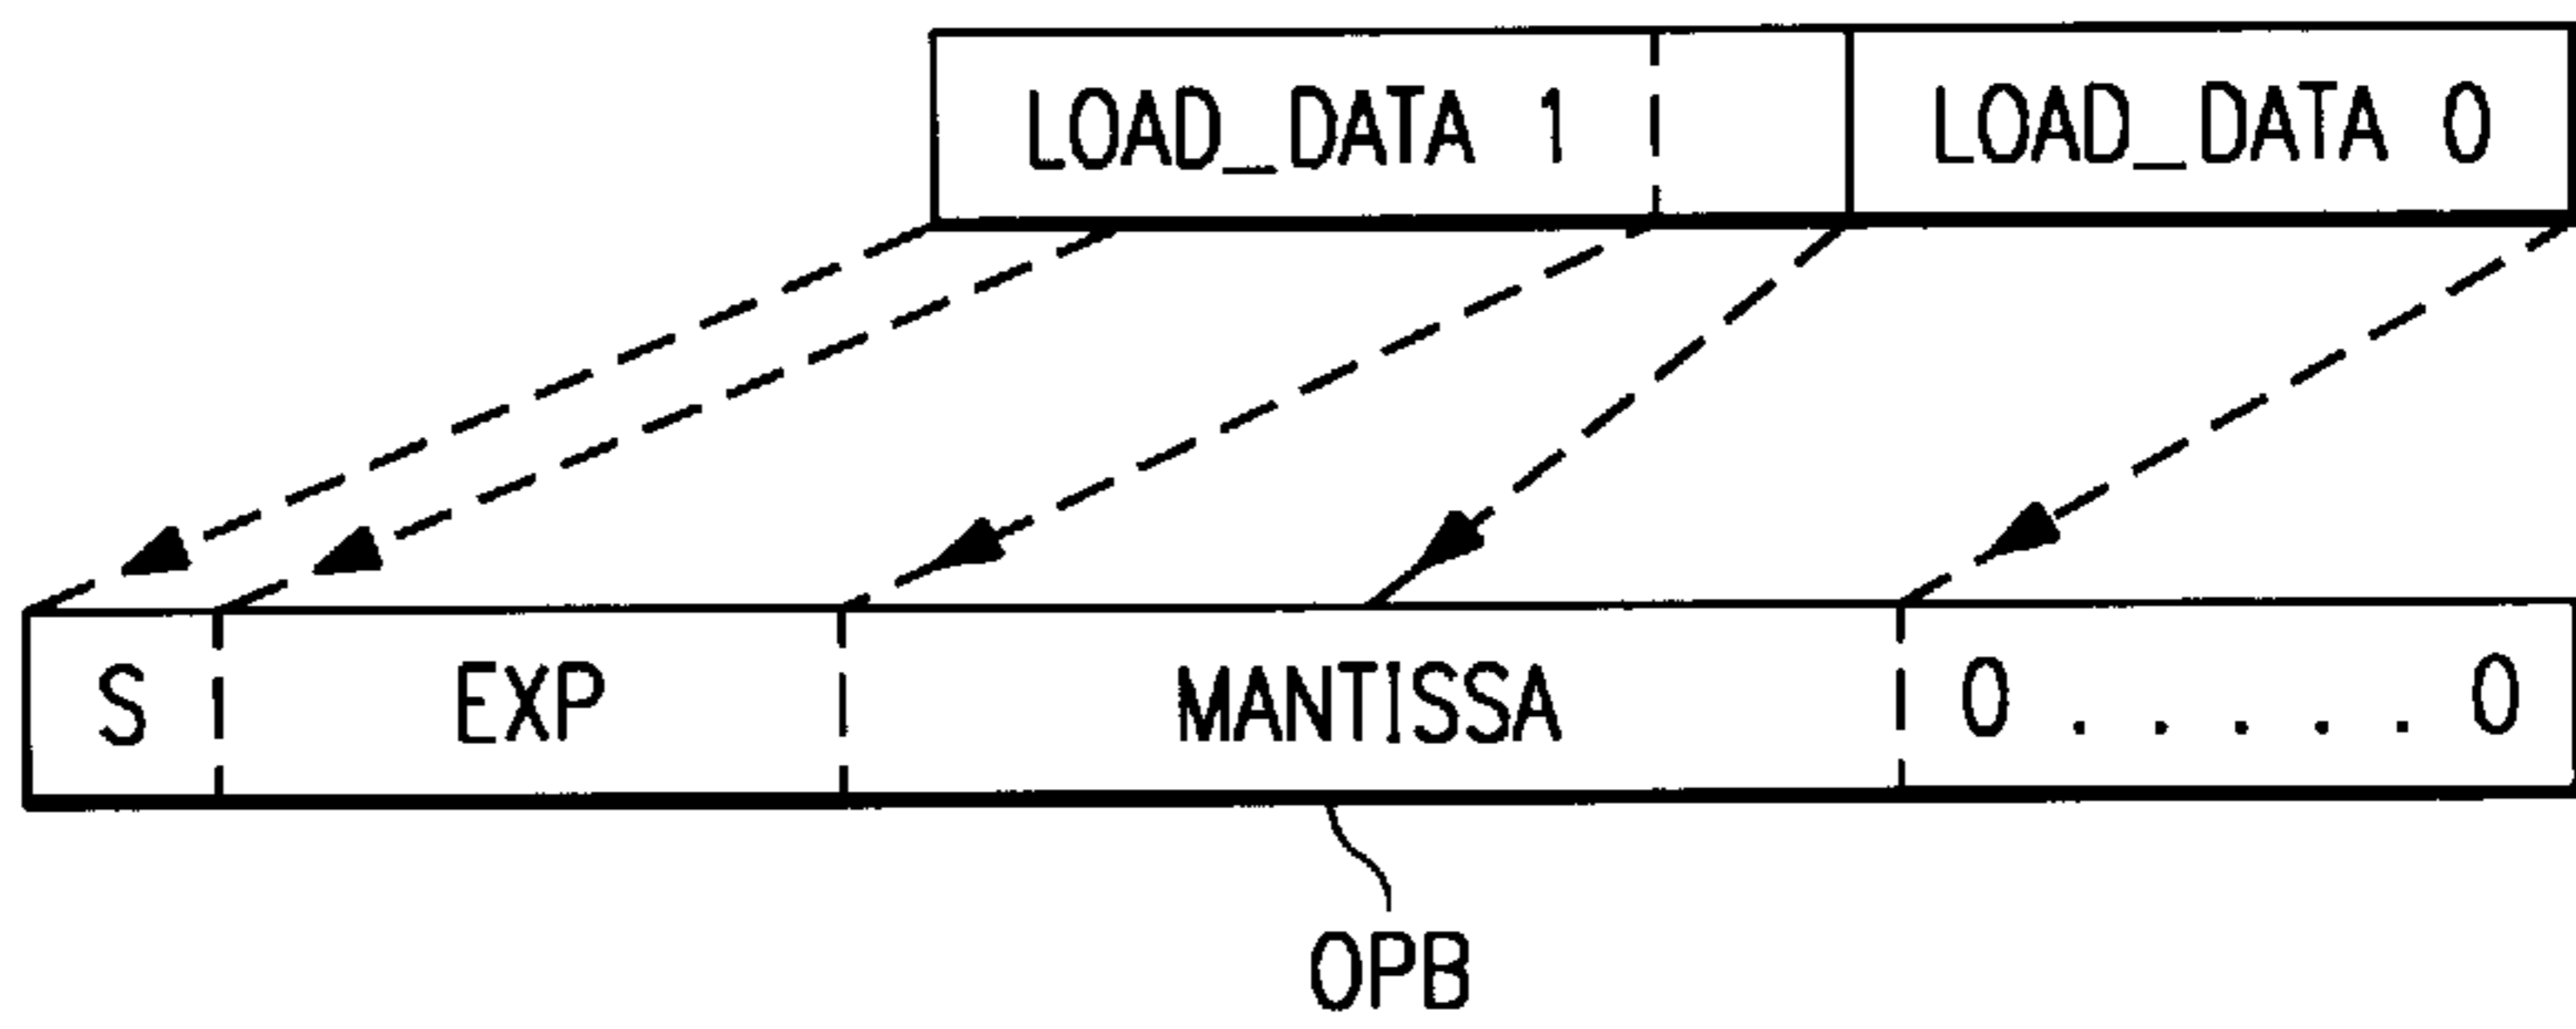 LOAD_DATA 1 LOAD_DATA 0
S EXP MANTISSA 0 . . . . . 0
OPB